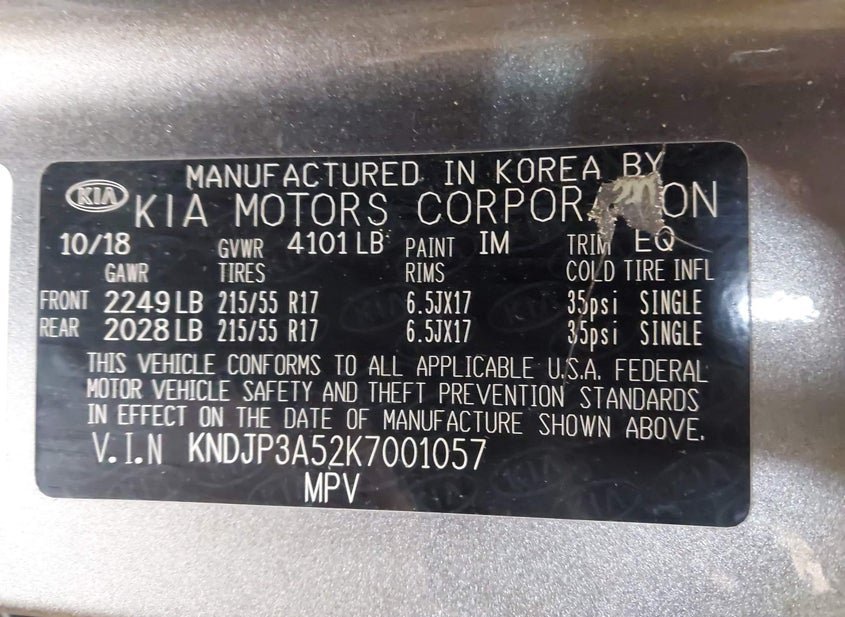 MANUFACTURED IN KOREA BY
KIA KIA MOTORS
10/18 GVWR 4101 LB PAINT IM TRIM EQ
GAWR TIRES RIMS COLD TIRE INFL
FRONT 2249 LB 215/55 R17 6.5JX17 35psi SINGLE
REAR 2028 LB 215/55 R17 6.5JX17 35psi SINGLE
THIS VEHICLE CONFORMS TO ALL APPLICABLE U.S.A. FEDERAL
MOTOR VEHICLE SAFETY AND THEFT PREVENTION STANDARDS
IN EFFECT ON THE DATE OF MANUFACTURE SHOWN ABOVE.
V.I.N KNDJP3A52K7001057
MPV